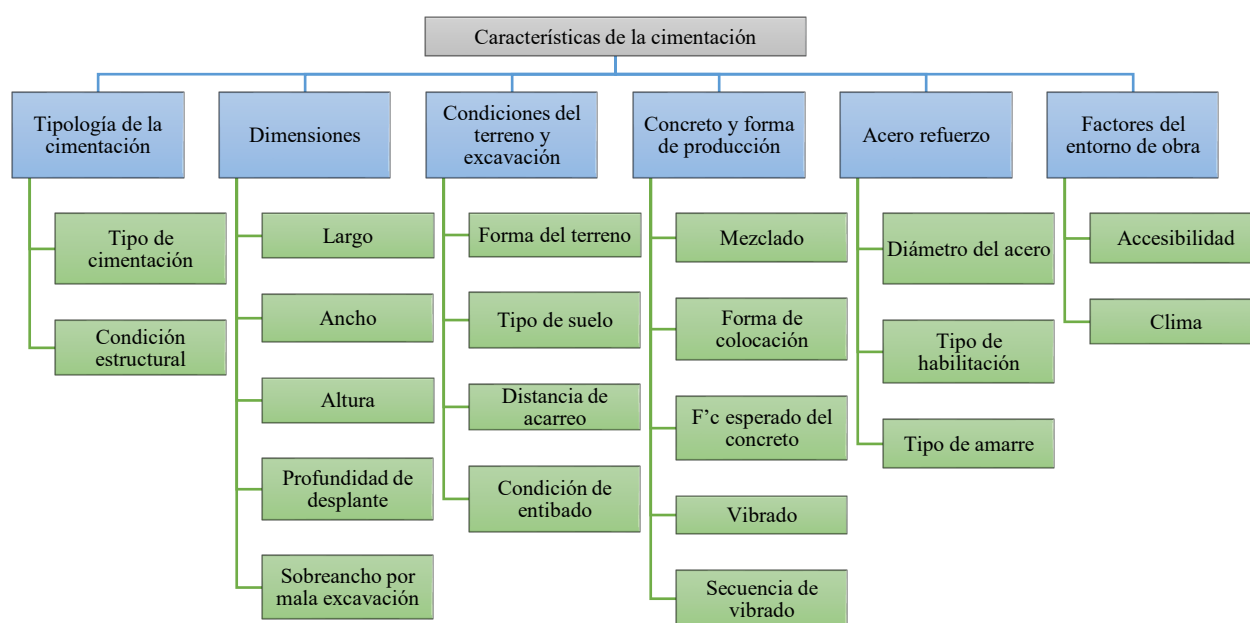 Características de la cimentación
Tipología de la
cimentación
Tipo de
cimentación
Condición
estructural
Dimensiones
Largo
Ancho
Altura
Profundidad de
desplante
Sobreancho por
mala excavación
Condiciones del
terreno y
excavación
Forma del terreno
Tipo de suelo
Distancia de
acarreo
Condición de
entibado
Concreto y forma
de producción
Mezclado
Forma de
colocación
F’c esperado del
concreto
Vibrado
Secuencia de
vibrado
Acero refuerzo
Diámetro del acero
Tipo de
habilitación
Tipo de amarre
Factores del
entorno de obra
Accesibilidad
Clima